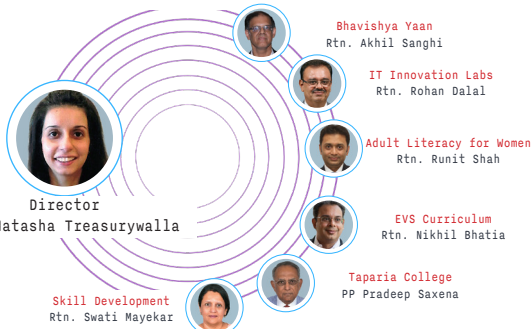 Bhavishya Yaan
Rtn. Akhil Sanghi
IT Innovation Labs
Rtn. Rohan Dalal
Adult Literacy for Women
Rtn. Runit Shah
Director
Natasha Treasurywalla
EVS Curriculum
Rtn. Nikhil Bhatia
Taparia College
PP Pradeep Saxena
Skill Development
Rtn. Swati Mayekar